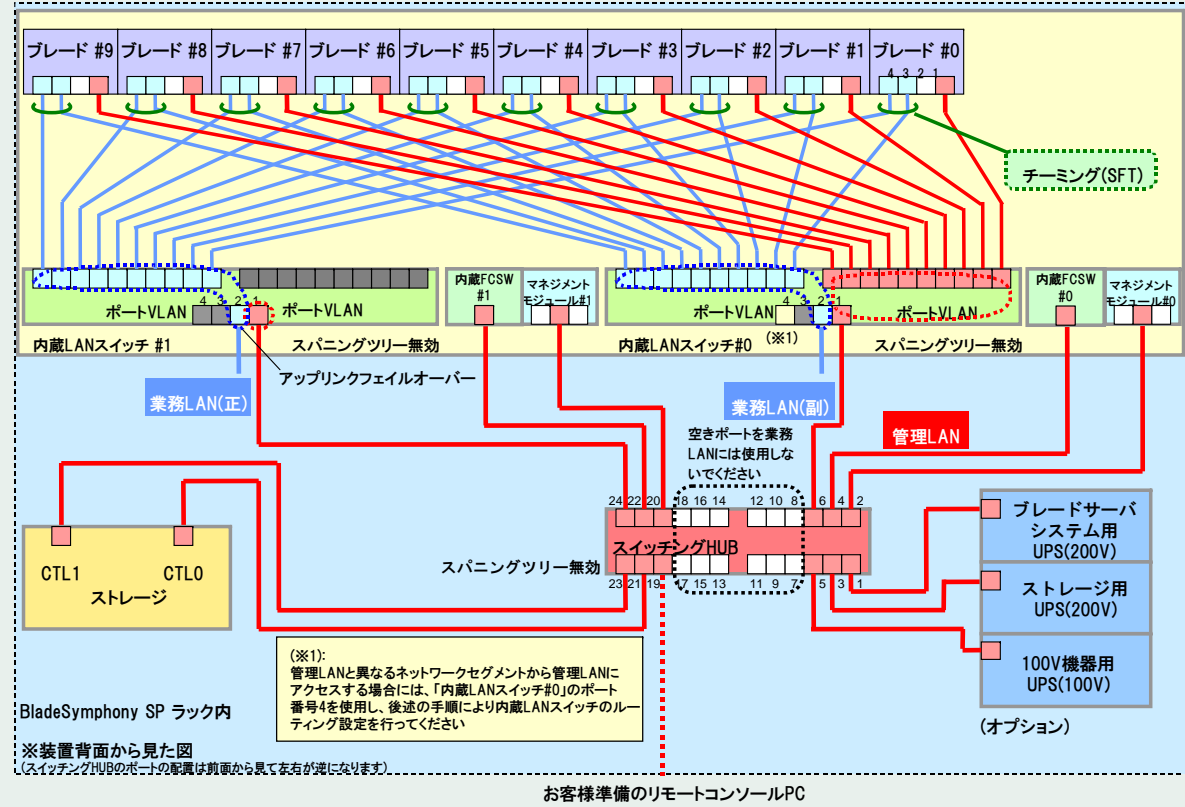 ブレード #9
ブレード #8
ブレード #7
ブレード #6
ブレード #5
ブレード #4
ブレード #3
ブレード #2
ブレード #1
ブレード #0
4 3 2 1
チーミング(SFT)
4 3 2 1
ポートVLAN
ポートVLAN
内蔵LANスイッチ #1
スパニングツリー無効
内蔵FCSW
#1
マネジメント
モジュール#1
4 3 2 1
ポートVLAN
(※1)
ポートVLAN
内蔵LANスイッチ#0
スパニングツリー無効
内蔵FCSW
#0
マネジメント
モジュール#0
アップリンクフェイルオーバー
業務LAN(正)
業務LAN(副)
管理LAN
空きポートを業務
LANには使用しな
いでください
24 22 20 18 16 14 12 10 8 6 4 2
スイッチングHUB
スパニングツリー無効
23 21 19 17 15 13 11 9 7 5 3 1
CTL1
CTL0
ストレージ
ブレードサーバ
システム用
UPS(200V)
ストレージ用
UPS(200V)
100V機器用
UPS(100V)
(オプション)
(※1):
管理LANと異なるネットワークセグメントから管理LANに
アクセスする場合には、「内蔵LANスイッチ#0」のポート
番号4を使用し、後述の手順により内蔵LANスイッチのルー
ティング設定を行ってください
BladeSymphony SP ラック内
※装置背面から見た図
(スイッチングHUBのポートの配置は前面から見て左右が逆になります)
お客様準備のリモートコンソールPC